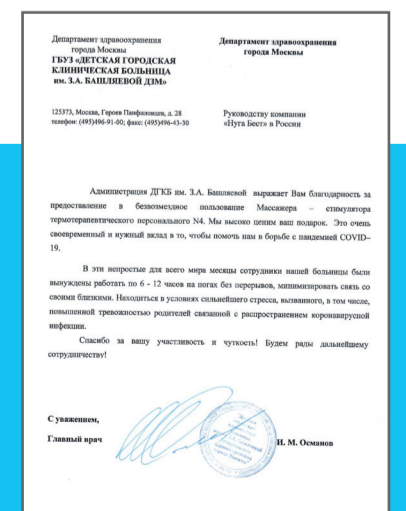 Департамент здравоохранения
города Москвы
ГБУЗ «ДЕТСКАЯ ГОРОДСКАЯ
КЛИНИЧЕСКАЯ БОЛЬНИЦА
им. З.А. БАШЛЯЕВОЙ ДЗМ»
125373, Москва, Героев Панфиловцев, д. 28
телефон: (495)496-91-00; факс: (495)496-43-30
Департамент здравоохранения
города Москвы
Руководству компании
«Нуга Бест» в России
Администрация ДГКБ им. З.А. Башляевой выражает Вам благодарность за
предоставление в безвозмездное пользование Массажера – стимулятора
термотерапевтического персонального N4. Мы высоко ценим ваш подарок. Это очень
своевременный и нужный вклад в то, чтобы помочь нам в борьбе с пандемией COVID–
19.
В эти непростые для всего мира месяцы сотрудники нашей больницы были
вынуждены работать по 6 - 12 часов на ногах без перерывов, минимизировать связь со
своими близкими. Находиться в условиях сильнейшего стресса, вызванного, в том числе,
повышенной тревожностью родителей связанной с распространением коронавирусной
инфекции.
Спасибо за вашу участливость и чуткость! Будем рады дальнейшему
сотрудничеству!
С уважением,
Главный врач
И. М. Османов